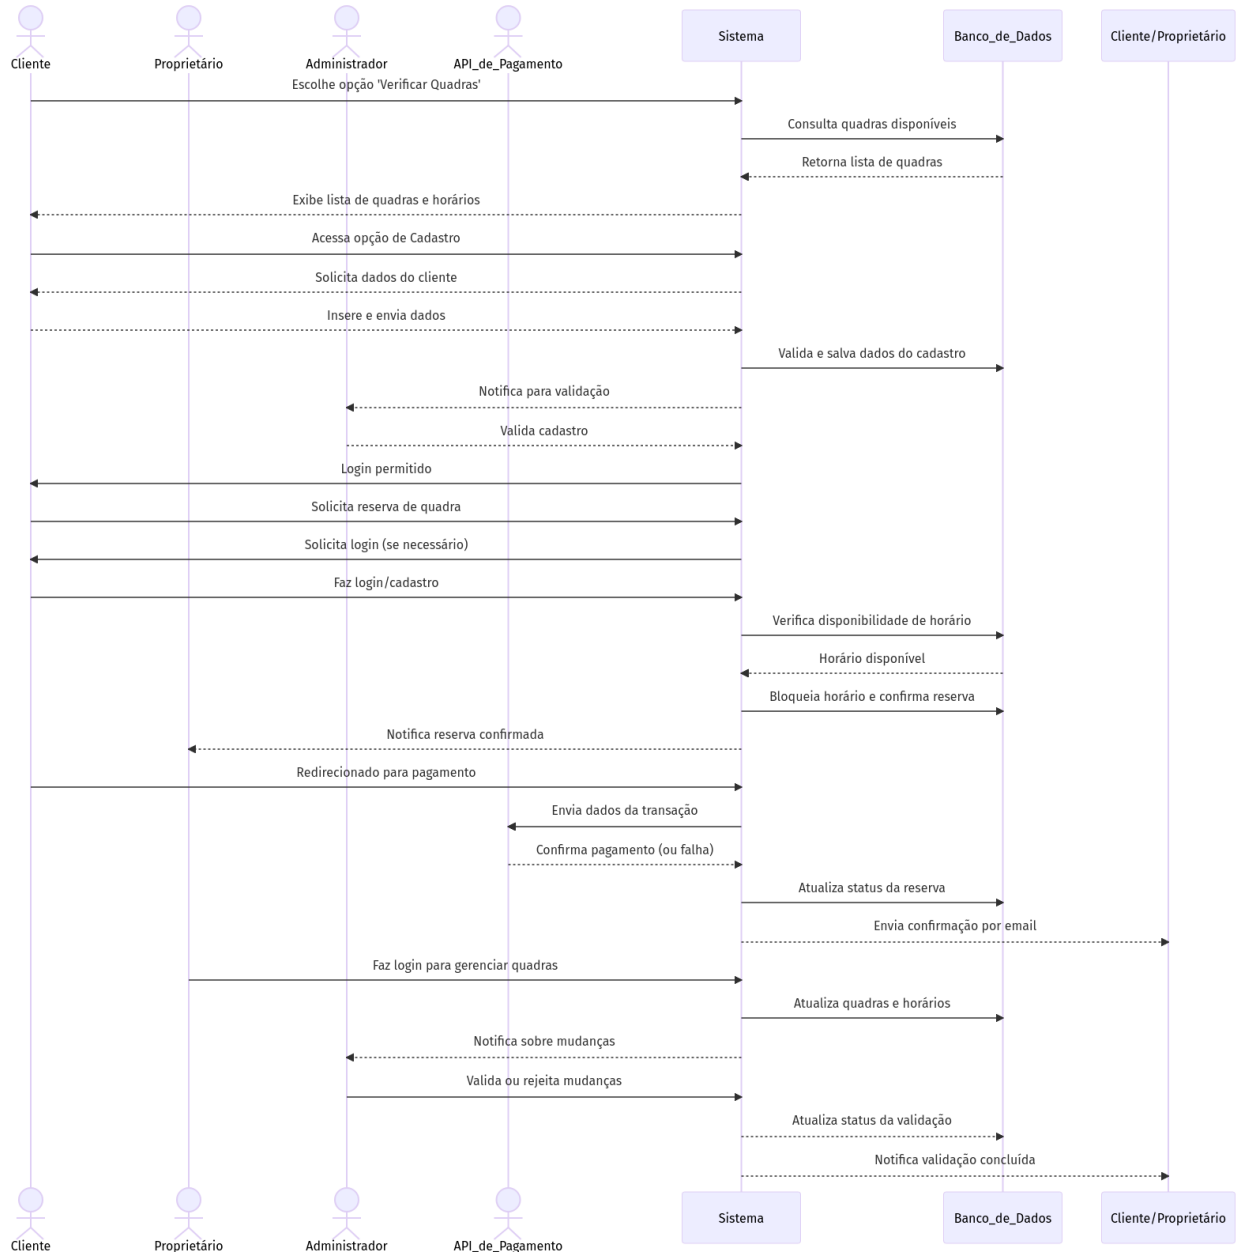 Cliente
Proprietário
Administrador
API_de_Pagamento
Sistema
Banco_de_Dados
Cliente/Proprietário
Escolhe opção 'Verificar Quadras'
Consulta quadras disponíveis
Retorna lista de quadras
Exibe lista de quadras e horários
Acessa opção de Cadastro
Solicita dados do cliente
Insere e envia dados
Valida e salva dados do cadastro
Notifica para validação
Valida cadastro
Login permitido
Solicita reserva de quadra
Solicita login (se necessário)
Faz login/cadastro
Verifica disponibilidade de horário
Horário disponível
Bloqueia horário e confirma reserva
Notifica reserva confirmada
Redirecionado para pagamento
Envia dados da transação
Confirma pagamento (ou falha)
Atualiza status da reserva
Envia confirmação por email
Faz login para gerenciar quadras
Atualiza quadras e horários
Notifica sobre mudanças
Valida ou rejeita mudanças
Atualiza status da validação
Notifica validação concluída
Cliente
Proprietário
Administrador
API_de_Pagamento
Sistema
Banco_de_Dados
Cliente/Proprietário